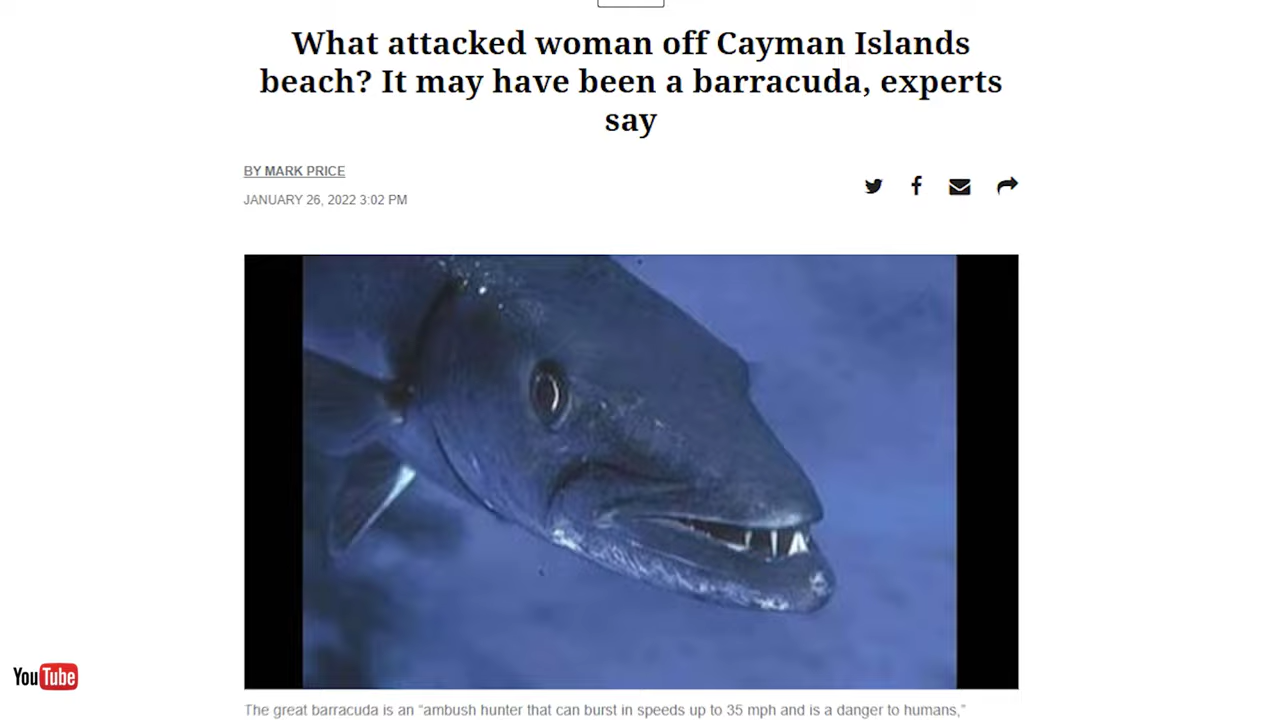 What attacked woman off Cayman Islands
beach? It may have been a barracuda, experts
say
BY MARK PRICE
JANUARY 26, 2022 3:02 PM
YouTube
The great barracuda is an “ambush hunter that can burst in speeds up to 35 mph and is a danger to humans,”